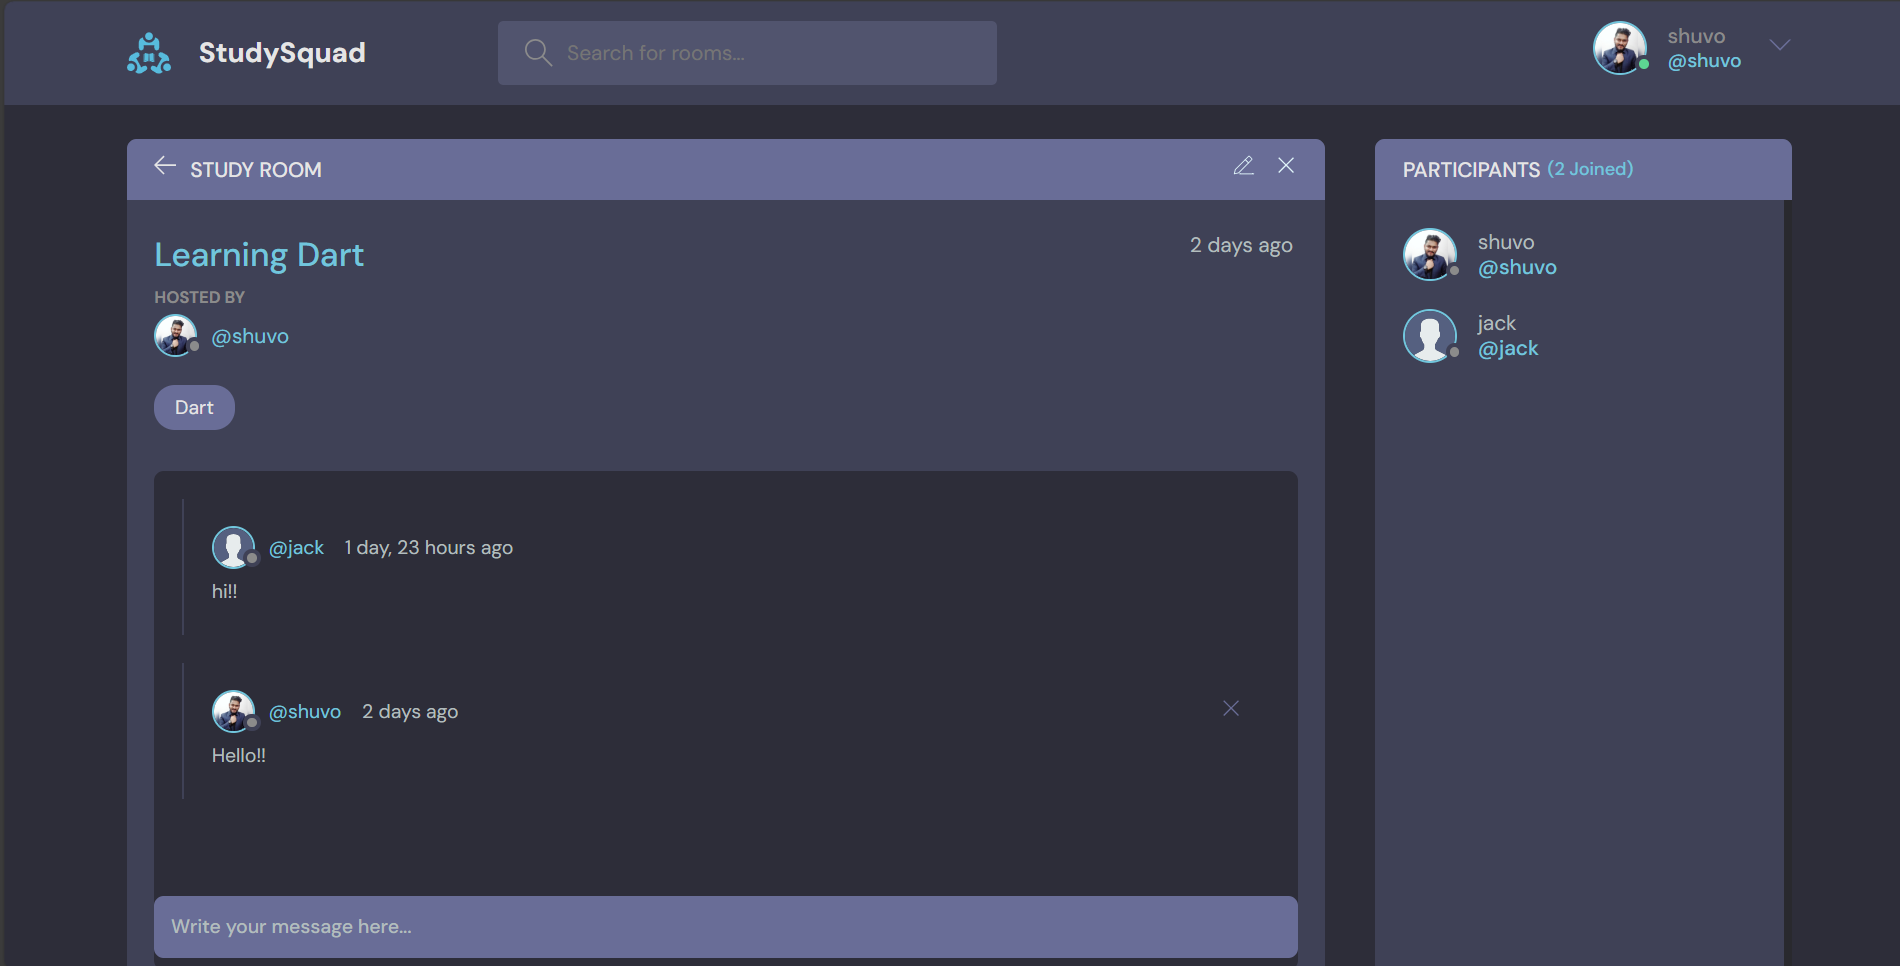 StudySquad
Search for rooms...
shuvo
@shuvo
STUDY ROOM
Learning Dart
2 days ago
HOSTED BY
@shuvo
Dart
@jack 1 day, 23 hours ago
hi!!
@shuvo 2 days ago
Hello!!
Write your message here...
PARTICIPANTS (2 Joined)
shuvo
@shuvo
jack
@jack